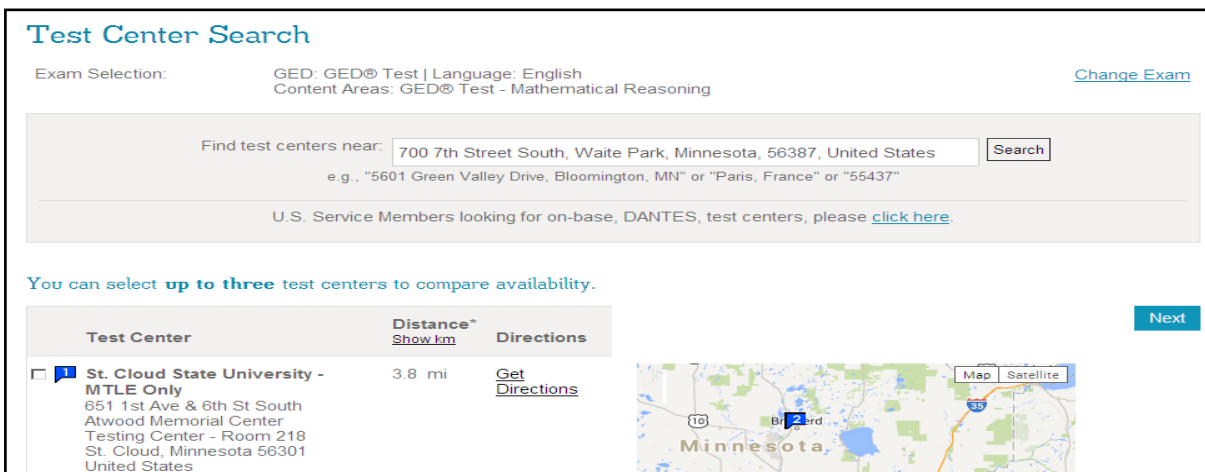 Test Center Search
Exam Selection: GED: GED® Test | Language: English Change Exam
Content Areas: GED® Test - Mathematical Reasoning
Find test centers near: 700 7th Street South, Waite Park, Minnesota, 56387, United States Search
e.g., "5601 Green Valley Drive, Bloomington, MN" or "Paris, France" or "55437"
U.S. Service Members looking for on-base, DANTES, test centers, please click here.
You can select up to three test centers to compare availability.
Next
Test Center Distance* Directions
Show km
1 St. Cloud State University - 3.8 mi Get
MTLE Only Directions
651 1st Ave & 6th St South
Atwood Memorial Center
Testing Center - Room 218
St. Cloud, Minnesota 56301
United States
Map Satellite
35
10
2
Minnesota